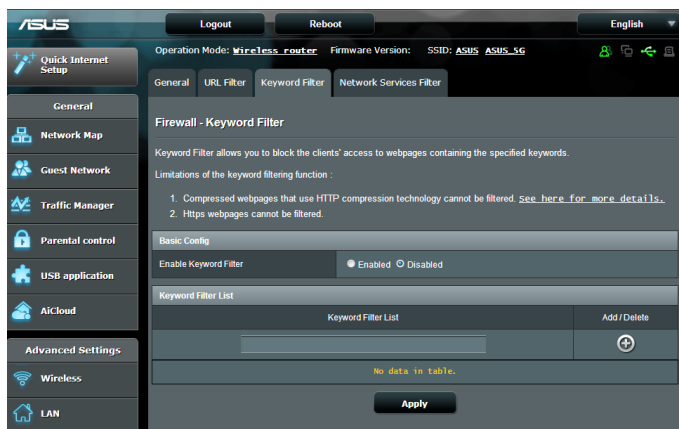 ASUS
Logout
Reboot
English
Quick Internet
Setup
Operation Mode: Wireless router Firmware Version: SSID: ASUS ASUS_5G
General
URL Filter
Keyword Filter
Network Services Filter
General
Network Map
Guest Network
Traffic Manager
Parental control
USB application
AiCloud
Advanced Settings
Wireless
LAN
Firewall - Keyword Filter
Keyword Filter allows you to block the clients' access to webpages containing the specified keywords.
Limitations of the keyword filtering function :
1. Compressed webpages that use HTTP compression technology cannot be filtered. See here for more details.
2. Https webpages cannot be filtered.
Basic Config
Enable Keyword Filter
Enabled Disabled
Keyword Filter List
Keyword Filter List
Add / Delete
No data in table.
Apply